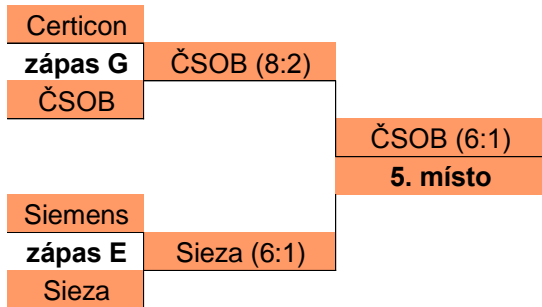 Certicon
zápas G
ČSOB (8:2)
ČSOB
ČSOB (6:1)
5. místo
Siemens
zápas E
Sieza (6:1)
Sieza